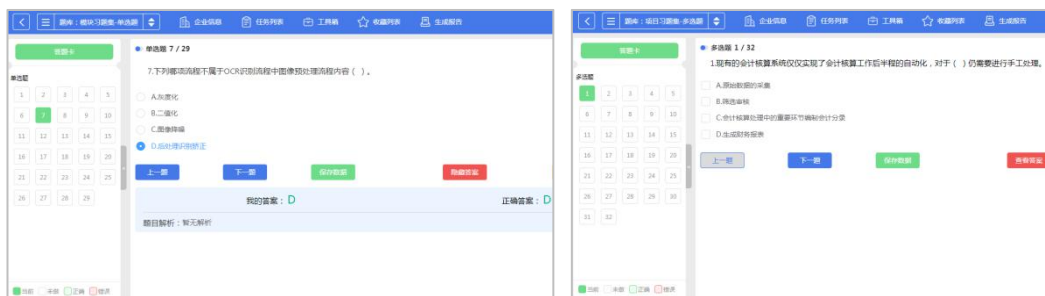 题库：模块习题集-单选题 企业信息 任务列表 工具箱 收藏列表 生成报告
答题卡
单选题 7 / 29
7.下列哪项流程不属于OCR识别流程中图像预处理流程内容（ ）。
单选题
A.灰度化
B.二值化
C.图像降噪
D.后处理识别矫正
1 2 3 4 5
6 7 8 9 10
11 12 13 14 15
16 17 18 19 20
21 22 23 24 25
26 27 28 29
上一题 下一题 保存数据 隐藏答案
我的答案：D 正确答案：D
题目解析：暂无解析
当前 未做 正确 错误
题库：项目习题集-多选题 企业信息 任务列表 工具箱 收藏列表 生成报告
答题卡
多选题 1 / 32
1.现有的会计核算系统仅仅实现了会计核算工作后半程的自动化，对于（ ）仍需要进行手工处理。
多选题
A.原始数据的采集
B.筛选审核
C.会计核算处理中的重要环节编制会计分录
D.生成财务报表
1 2 3 4 5
6 7 8 9 10
11 12 13 14 15
16 17 18 19 20
21 22 23 24 25
26 27 28 29 30
31 32
上一题 下一题 保存数据 查看答案
当前 未做 正确 错误